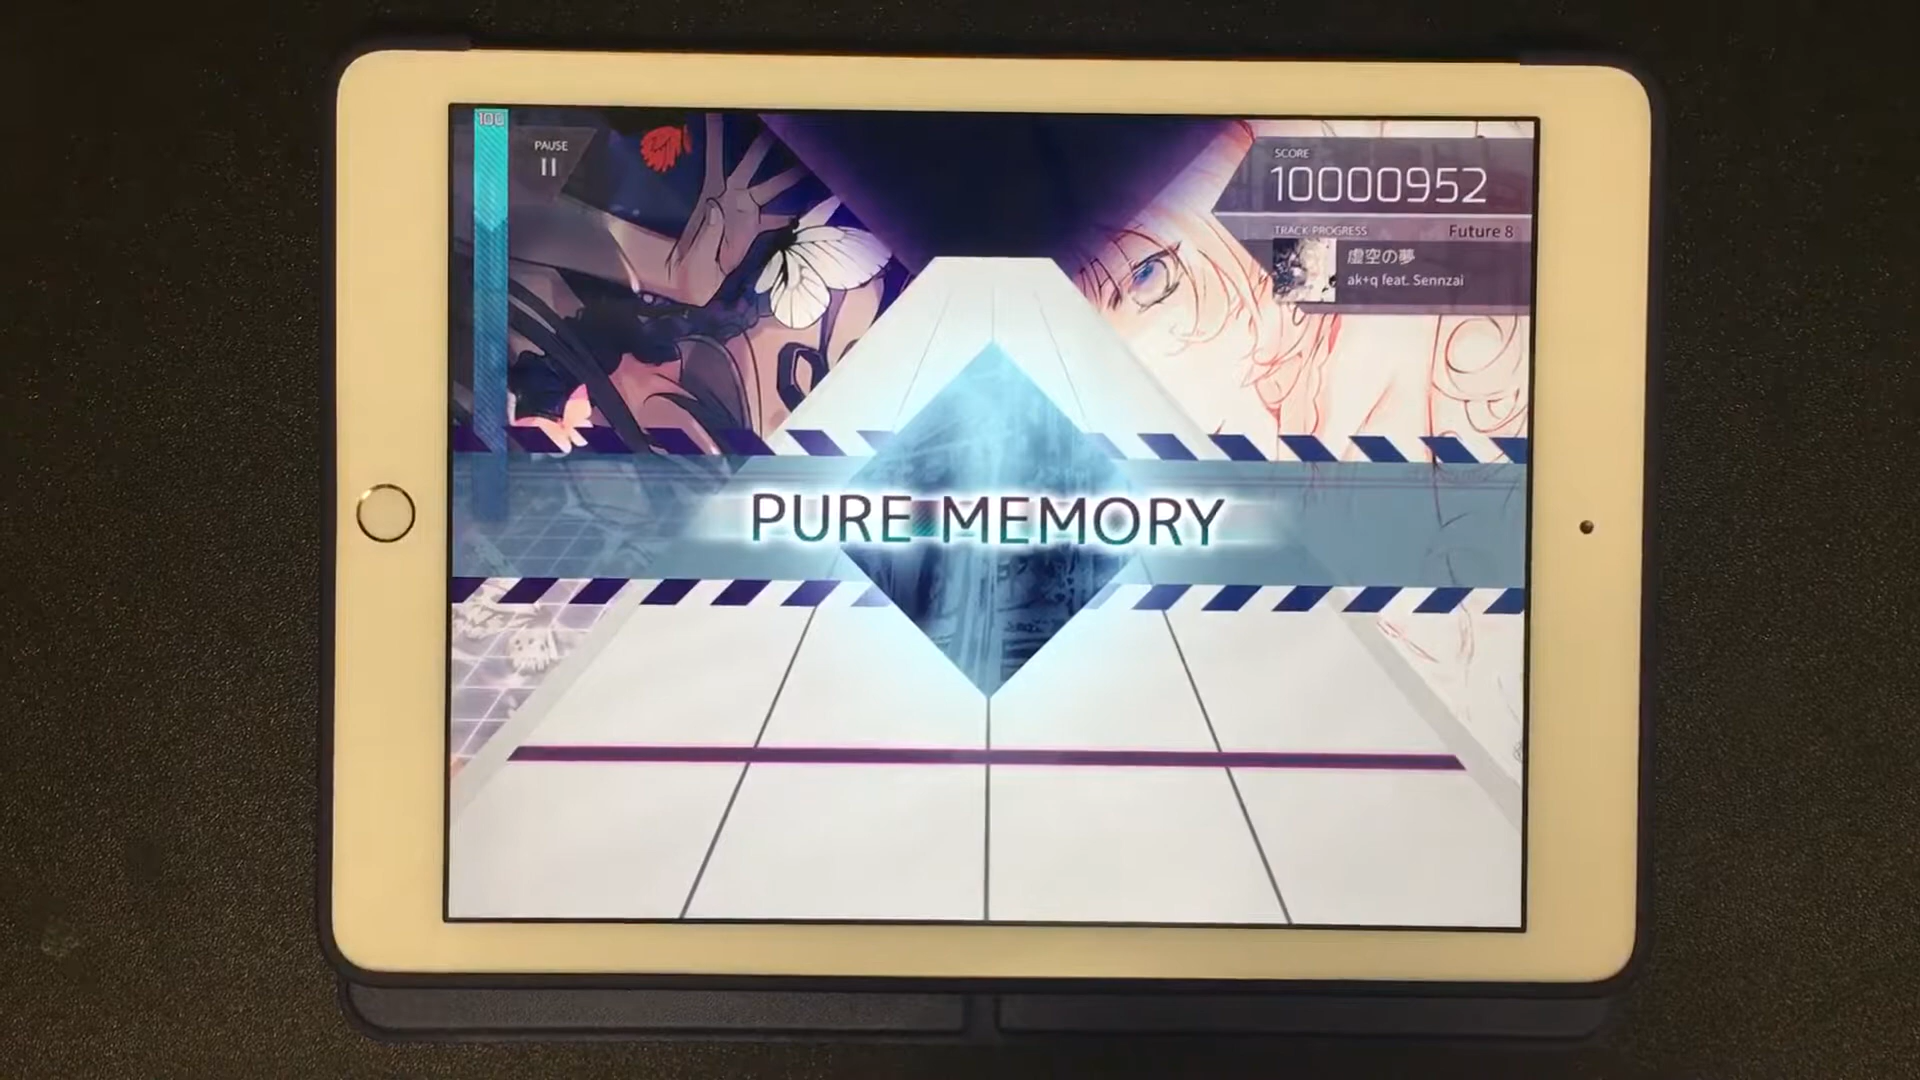 100
PAUSE
SCORE
10000952
TRACK PROGRESS
Future 8
虚空の夢
ak+q feat. Sennzai
PURE MEMORY